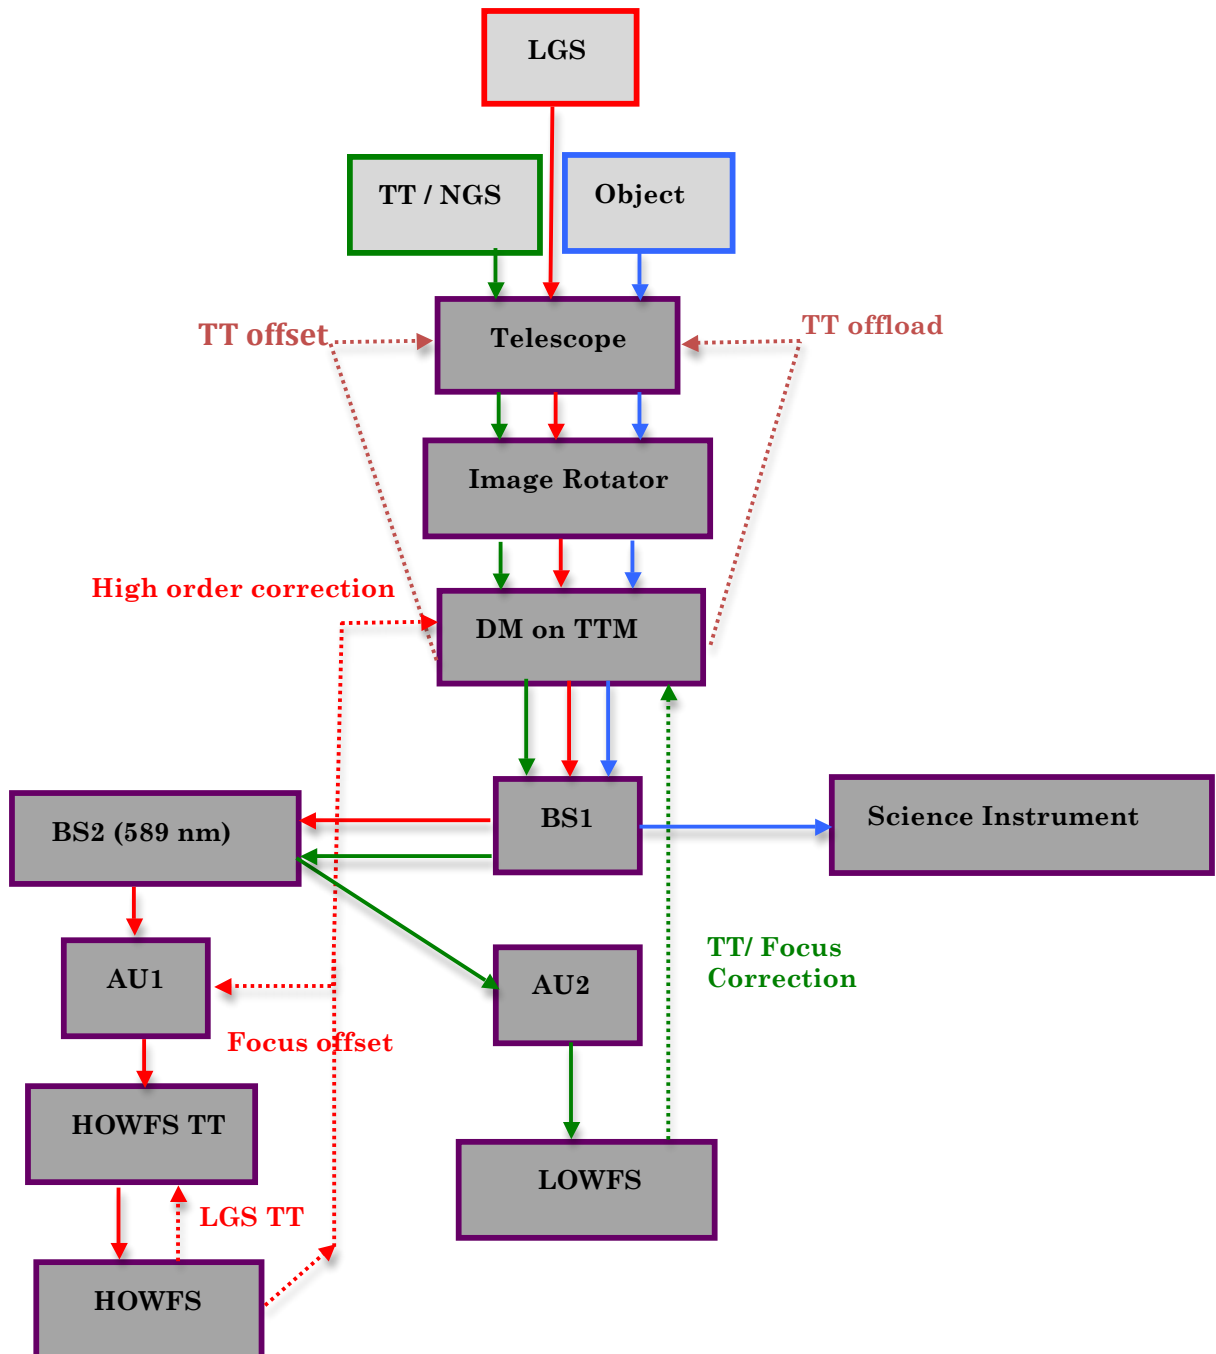 LGS
TT / NGS
Object
TT offset
Telescope
TT offload
Image Rotator
High order correction
DM on TTM
BS2 (589 nm)
BS1
Science Instrument
AU1
AU2
TT/ Focus
Correction
Focus offset
HOWFS TT
LOWFS
LGS TT
HOWFS